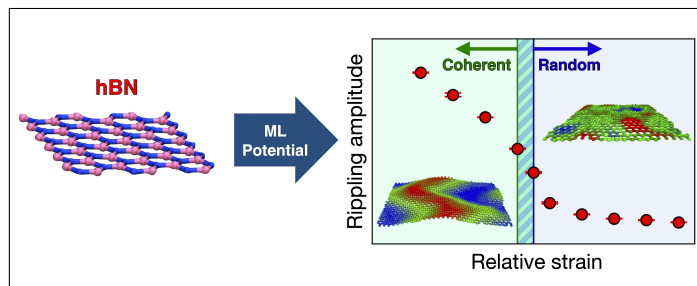 hBN
ML
Potential
Rippling amplitude
Coherent
Random
Relative strain